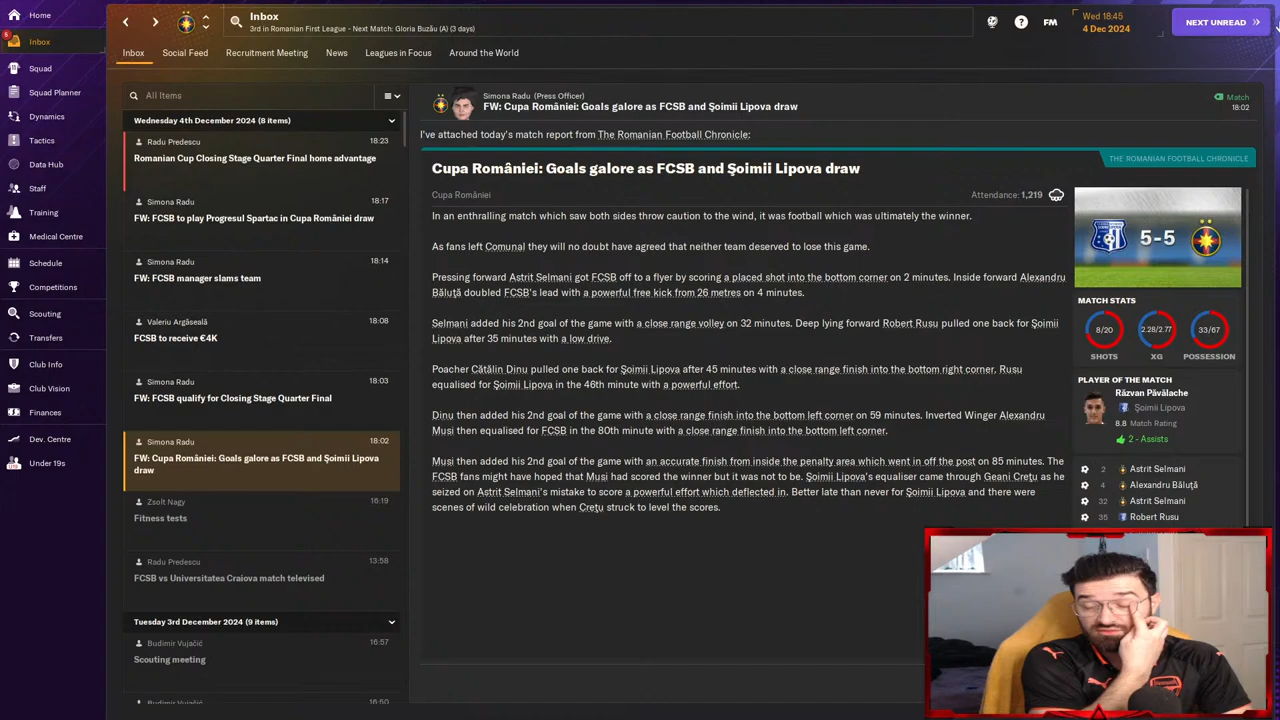 Home
Inbox
3rd in Romanian First League - Next Match: Gloria Buzău (A) (3 days)
FM
Wed 18:45
4 Dec 2024
NEXT UNREAD
Inbox
Squad
Squad Planner
Dynamics
Tactics
Data Hub
Staff
Training
Medical Centre
Schedule
Competitions
Scouting
Transfers
Club Info
Club Vision
Finances
Dev. Centre
Under 19s
Inbox
Social Feed
Recruitment Meeting
News
Leagues in Focus
Around the World
All Items
Wednesday 4th December 2024 (8 items)
Radu Predescu
18:23
Romanian Cup Closing Stage Quarter Final home advantage
Simona Radu
18:17
FW: FCSB to play Progresul Spartac in Cupa României draw
Simona Radu
18:14
FW: FCSB manager slams team
Valeriu Argăseală
18:08
FCSB to receive €4K
Simona Radu
18:03
FW: FCSB qualify for Closing Stage Quarter Final
Simona Radu
18:02
FW: Cupa României: Goals galore as FCSB and Şoimii Lipova
draw
Zsolt Nagy
16:19
Fitness tests
Radu Predescu
13:58
FCSB vs Universitatea Craiova match televised
Tuesday 3rd December 2024 (9 items)
Budimir Vujačić
16:57
Scouting meeting
Budimir Vujačić
16:50
Simona Radu (Press Officer)
FW: Cupa României: Goals galore as FCSB and Şoimii Lipova draw
Match
18:02
I've attached today's match report from The Romanian Football Chronicle:
THE ROMANIAN FOOTBALL CHRONICLE
Cupa României: Goals galore as FCSB and Şoimii Lipova draw
Cupa României
Attendance: 1,219
In an enthralling match which saw both sides throw caution to the wind, it was football which was ultimately the winner.
As fans left Comunal they will no doubt have agreed that neither team deserved to lose this game.
Pressing forward Astrit Selmani got FCSB off to a flyer by scoring a placed shot into the bottom corner on 2 minutes. Inside forward Alexandru
Băluţă doubled FCSB's lead with a powerful free kick from 26 metres on 4 minutes.
Selmani added his 2nd goal of the game with a close range volley on 32 minutes. Deep lying forward Robert Rusu pulled one back for Şoimii
Lipova after 35 minutes with a low drive.
Poacher Cătălin Dinu pulled one back for Şoimii Lipova after 45 minutes with a close range finish into the bottom right corner. Rusu
equalised for Şoimii Lipova in the 46th minute with a powerful effort.
Dinu then added his 2nd goal of the game with a close range finish into the bottom left corner on 59 minutes. Inverted Winger Alexandru
Musi then equalised for FCSB in the 80th minute with a close range finish into the bottom left corner.
Musi then added his 2nd goal of the game with an accurate finish from inside the penalty area which went in off the post on 85 minutes. The
FCSB fans might have hoped that Musi had scored the winner but it was not to be. Şoimii Lipova's equaliser came through Geani Creţu as he
seized on Astrit Selmani's mistake to score a powerful effort which deflected in. Better late than never for Şoimii Lipova and there were
scenes of wild celebration when Creţu struck to level the scores.
5-5
MATCH STATS
8/20
2.28/2.77
33/67
SHOTS
XG
POSSESSION
PLAYER OF THE MATCH
Răzvan Păvălache
Şoimii Lipova
8.8 Match Rating
2 - Assists
2 Astrit Selmani
4 Alexandru Băluţă
32 Astrit Selmani
35 Robert Rusu